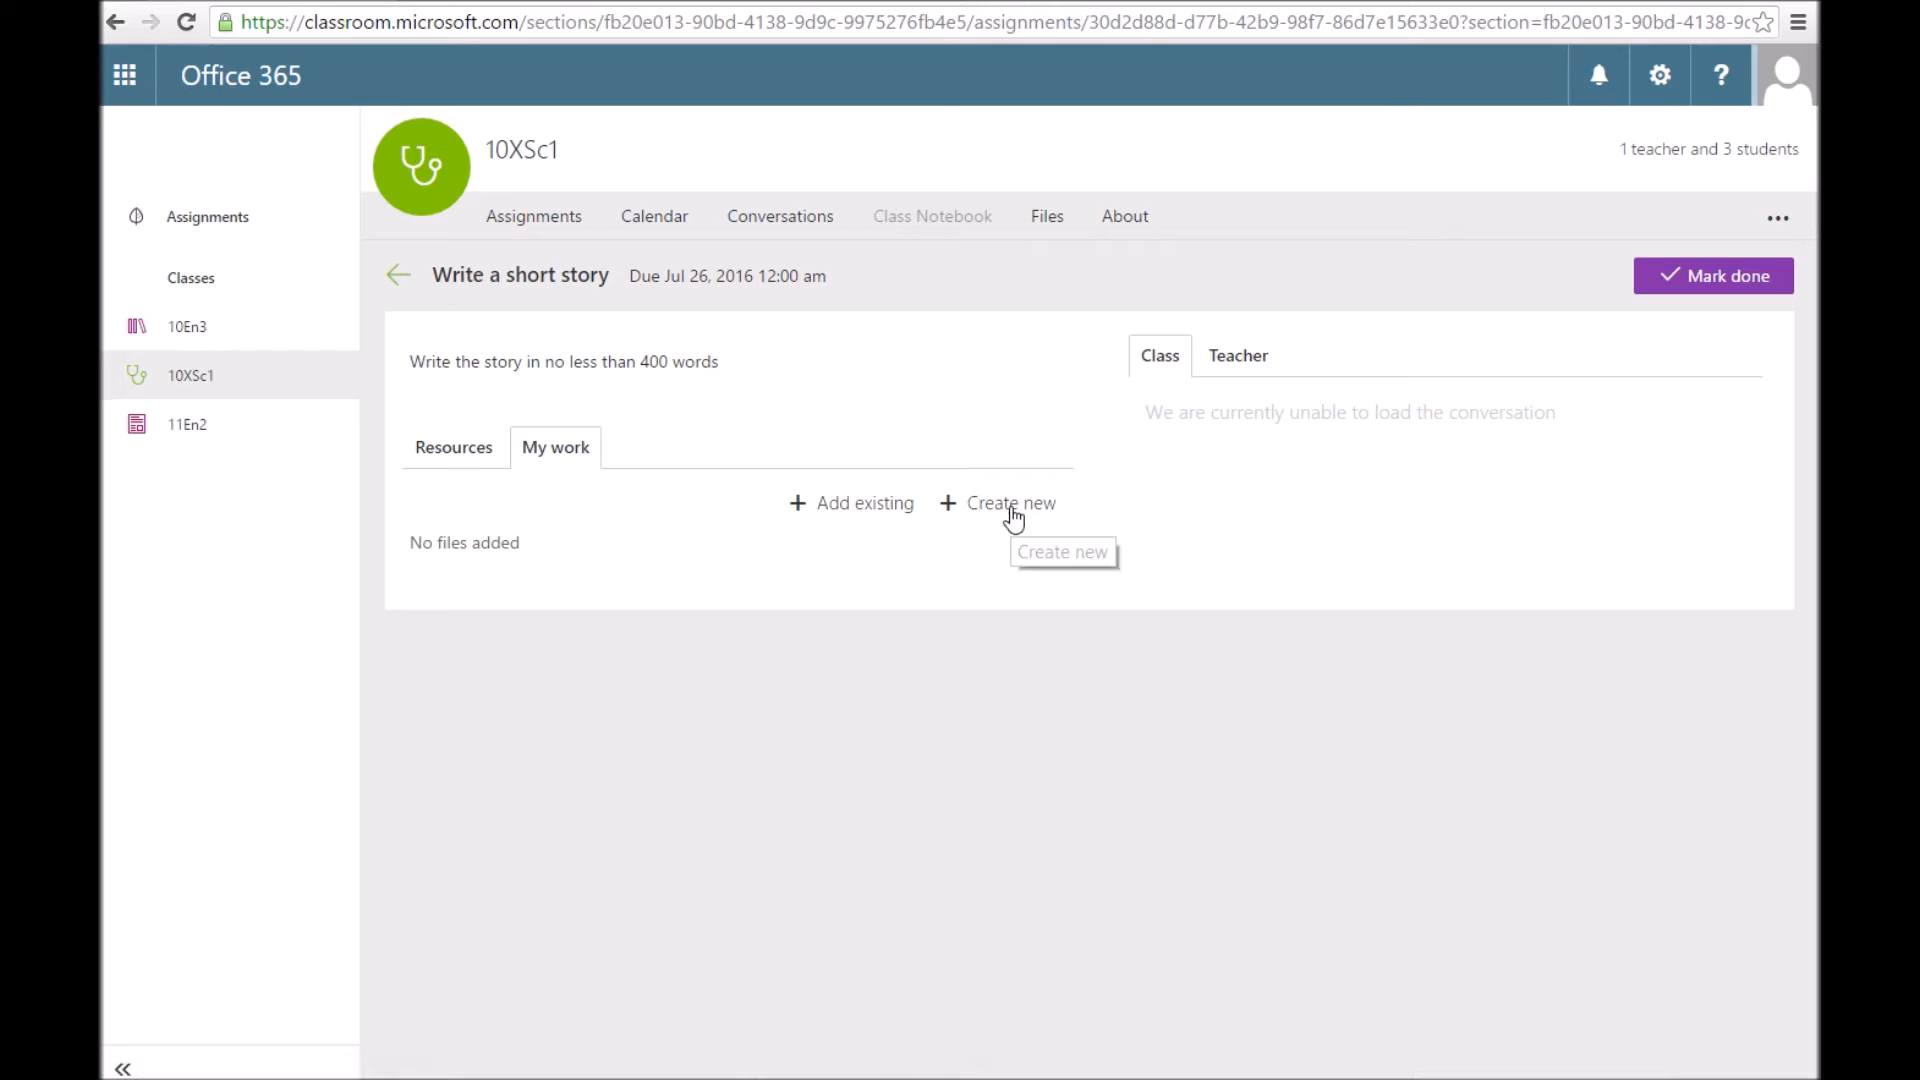 https://classroom.microsoft.com/sections/fb20e013-90bd-4138-9d9c-9975276fb4e5/assignments/30d2d88d-d77b-42b9-98f7-86d7e15633e0?section=fb20e013-90bd-4138-9c
Office 365
?
10XSc1
1 teacher and 3 students
Assignments
Assignments Calendar Conversations Class Notebook Files About
Classes
Write a short story Due Jul 26, 2016 12:00 am
Mark done
10En3
10XSc1
11En2
Write the story in no less than 400 words
Class Teacher
We are currently unable to load the conversation
Resources My work
+ Add existing + Create new
No files added
Create new